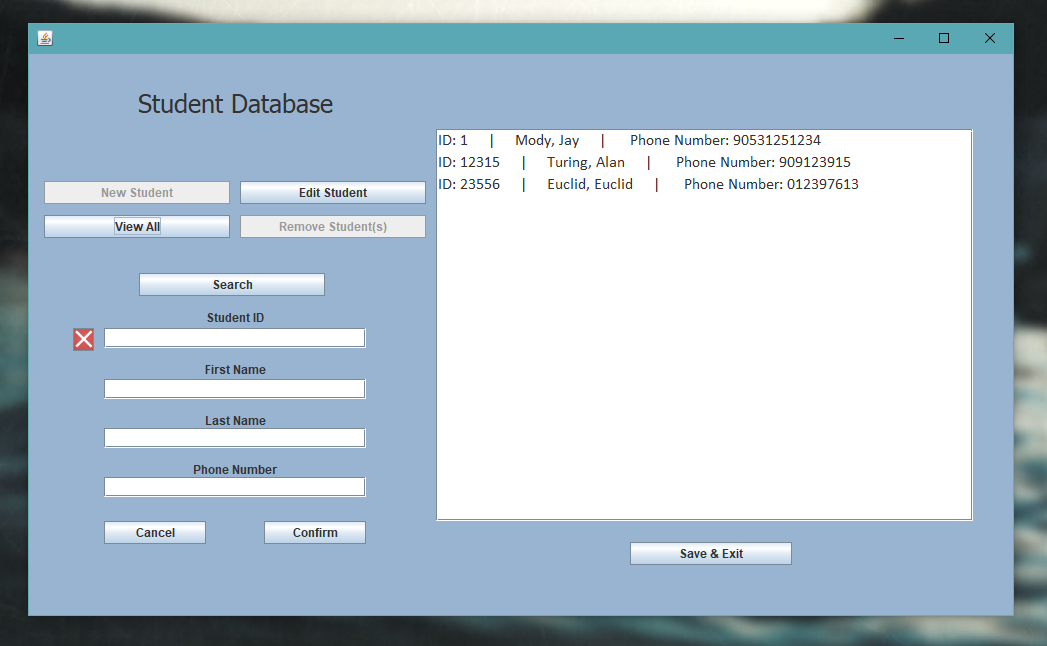 Student Database
New Student
Edit Student
View All
Remove Student(s)
Search
Student ID
First Name
Last Name
Phone Number
Cancel
Confirm
ID: 1 | Mody, Jay | Phone Number: 90531251234
ID: 12315 | Turing, Alan | Phone Number: 909123915
ID: 23556 | Euclid, Euclid | Phone Number: 012397613
Save & Exit